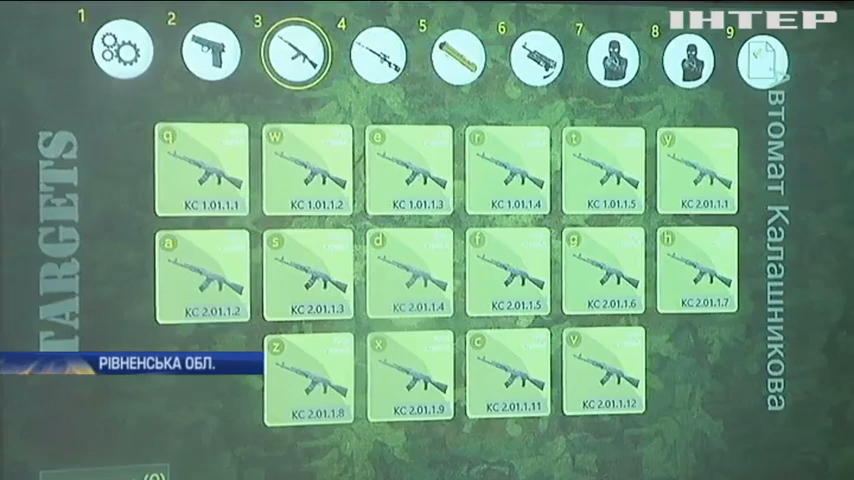 ІНТЕР
1 2 3 4 5 6 7 8 9
TARGETS
Автомат Калашникова
q w e r t y
КС 1.01.1.1 КС 1.01.1.2 КС 1.01.1.3 КС 1.01.1.4 КС 1.01.1.5 КС 2.01.1.1
a s d f g h
КС 2.01.1.2 КС 2.01.1.3 КС 2.01.1.4 КС 2.01.1.5 КС 2.01.1.6 КС 2.01.1.7
РІВНЕНСЬКА ОБЛ.
z x c v
КС 2.01.1.8 КС 2.01.1.9 КС 2.01.1.11 КС 2.01.1.12
(0)